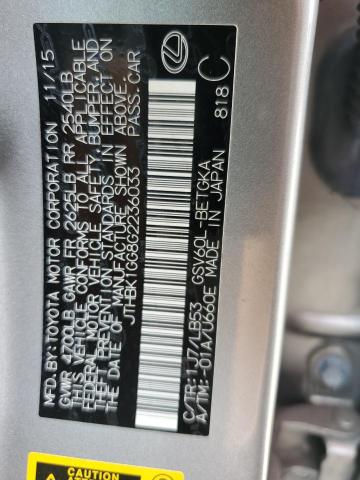 MFD. BY: TOYOTA MOTOR CORPORATION 11/15
GVWR 4720LB GAWR FR 2625LB RR 2540LB
THIS VEHICLE CONFORMS TO ALL APPLICABLE
FEDERAL MOTOR VEHICLE SAFETY, BUMPER, AND
THEFT PREVENTION STANDARDS IN EFFECT ON
THE DATE OF MANUFACTURE SHOWN ABOVE.
JTHBK1GG6G2236033 PASS. CAR
C/TR: 1J7/LB53 GSV60L-BETGKA
A/TM: -01A/U660E MADE IN JAPAN 818 C
CAUTION